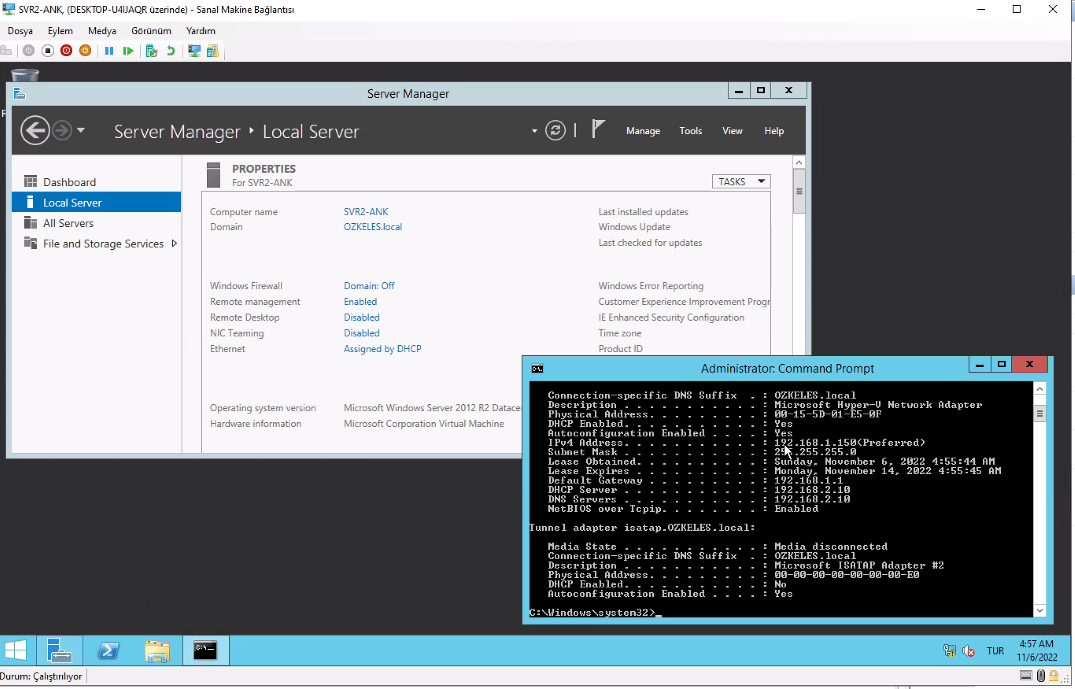 SVR2-ANK, (DESKTOP-U4IJAQR üzerinde) - Sanal Makine Bağlantısı
Dosya Eylem Medya Görünüm Yardım
Server Manager
Server Manager Local Server
Manage Tools View Help
Dashboard
Local Server
All Servers
File and Storage Services
PROPERTIES
For SVR2-ANK
TASKS
Computer name SVR2-ANK Last installed updates
Domain OZKELES.local Windows Update
Last checked for updates
Windows Firewall Domain: Off Windows Error Reporting
Remote management Enabled Customer Experience Improvement Progr
Remote Desktop Disabled IE Enhanced Security Configuration
NIC Teaming Disabled Time zone
Ethernet Assigned by DHCP Product ID
Operating system version Microsoft Windows Server 2012 R2 Datace
Hardware information Microsoft Corporation Virtual Machine
Administrator: Command Prompt
Connection-specific DNS Suffix . : OZKELES.local
Description . . . . . . . . . . . : Microsoft Hyper-V Network Adapter
Physical Address. . . . . . . . . : 00-15-5D-01-E5-0F
DHCP Enabled. . . . . . . . . . . : Yes
Autoconfiguration Enabled . . . . : Yes
IPv4 Address. . . . . . . . . . . : 192.168.1.150(Preferred)
Subnet Mask . . . . . . . . . . . : 255.255.255.0
Lease Obtained. . . . . . . . . . : Sunday, November 6, 2022 4:55:44 AM
Lease Expires . . . . . . . . . . : Monday, November 14, 2022 4:55:45 AM
Default Gateway . . . . . . . . . : 192.168.1.1
DHCP Server . . . . . . . . . . . : 192.168.2.10
DNS Servers . . . . . . . . . . . : 192.168.2.10
NetBIOS over Tcpip. . . . . . . . : Enabled
Tunnel adapter isatap.OZKELES.local:
Media State . . . . . . . . . . . : Media disconnected
Connection-specific DNS Suffix . : OZKELES.local
Description . . . . . . . . . . . : Microsoft ISATAP Adapter #2
Physical Address. . . . . . . . . : 00-00-00-00-00-00-00-E0
DHCP Enabled. . . . . . . . . . . : No
Autoconfiguration Enabled . . . . : Yes
C:\Windows\system32>_
TUR
4:57 AM
11/6/2022
Durum: Çalıştırılıyor